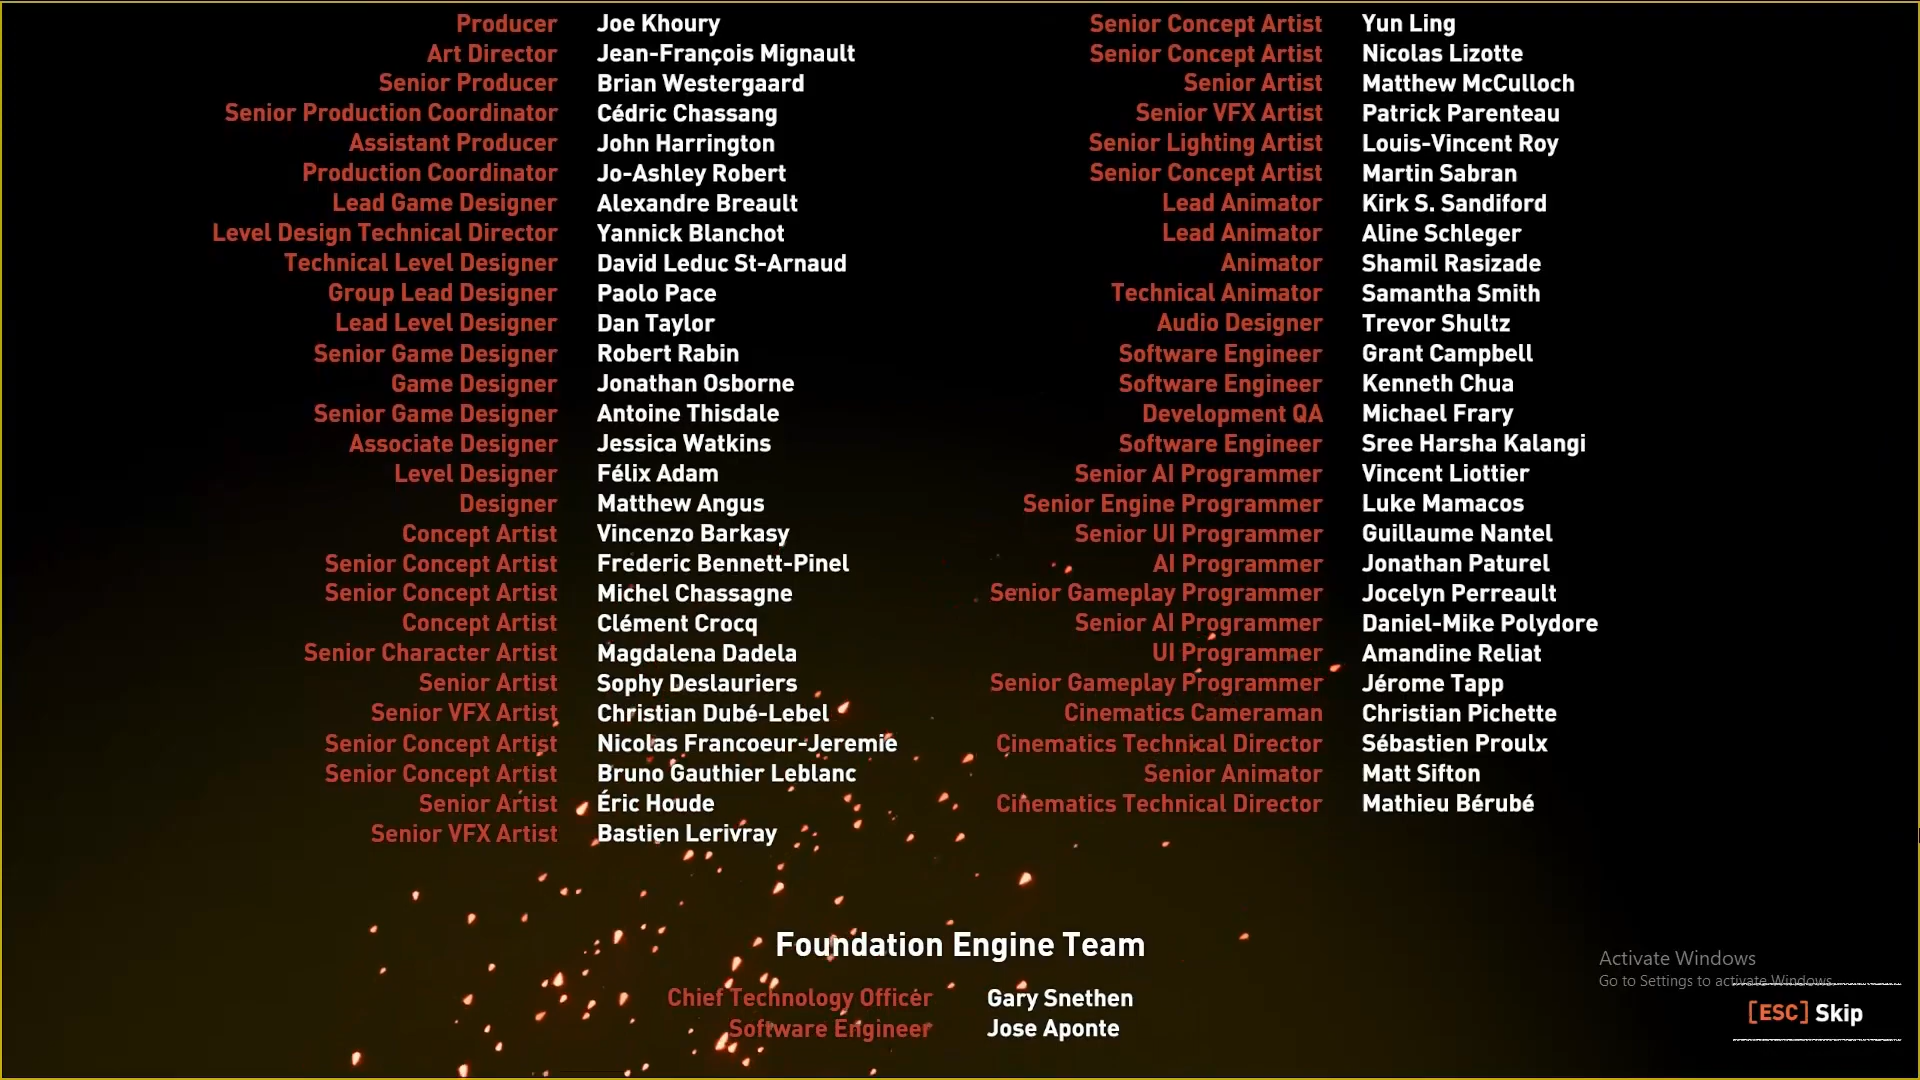 Producer Joe Khoury
Art Director Jean-François Mignault
Senior Producer Brian Westergaard
Senior Production Coordinator Cédric Chassang
Assistant Producer John Harrington
Production Coordinator Jo-Ashley Robert
Lead Game Designer Alexandre Breault
Level Design Technical Director Yannick Blanchot
Technical Level Designer David Leduc St-Arnaud
Group Lead Designer Paolo Pace
Lead Level Designer Dan Taylor
Senior Game Designer Robert Rabin
Game Designer Jonathan Osborne
Senior Game Designer Antoine Thisdale
Associate Designer Jessica Watkins
Level Designer Félix Adam
Designer Matthew Angus
Concept Artist Vincenzo Barkasy
Senior Concept Artist Frederic Bennett-Pinel
Senior Concept Artist Michel Chassagne
Concept Artist Clément Crocq
Senior Character Artist Magdalena Dadela
Senior Artist Sophy Deslauriers
Senior VFX Artist Christian Dubé-Lebel
Senior Concept Artist Nicolas Francoeur-Jeremie
Senior Concept Artist Bruno Gauthier Leblanc
Senior Artist Éric Houde
Senior VFX Artist Bastien Lerivray
Senior Concept Artist Yun Ling
Senior Concept Artist Nicolas Lizotte
Senior Artist Matthew McCulloch
Senior VFX Artist Patrick Parenteau
Senior Lighting Artist Louis-Vincent Roy
Senior Concept Artist Martin Sabran
Lead Animator Kirk S. Sandiford
Lead Animator Aline Schleger
Animator Shamil Rasizade
Technical Animator Samantha Smith
Audio Designer Trevor Shultz
Software Engineer Grant Campbell
Software Engineer Kenneth Chua
Development QA Michael Frary
Software Engineer Sree Harsha Kalangi
Senior AI Programmer Vincent Liottier
Senior Engine Programmer Luke Mamacos
Senior UI Programmer Guillaume Nantel
AI Programmer Jonathan Paturel
Senior Gameplay Programmer Jocelyn Perreault
Senior AI Programmer Daniel-Mike Polydore
UI Programmer Amandine Reliat
Senior Gameplay Programmer Jérome Tapp
Cinematics Cameraman Christian Pichette
Cinematics Technical Director Sébastien Proulx
Senior Animator Matt Sifton
Cinematics Technical Director Mathieu Bérubé
Foundation Engine Team
Chief Technology Officer Gary Snethen
Software Engineer Jose Aponte
Activate Windows
Go to Settings to activate Windows.
[ESC] Skip